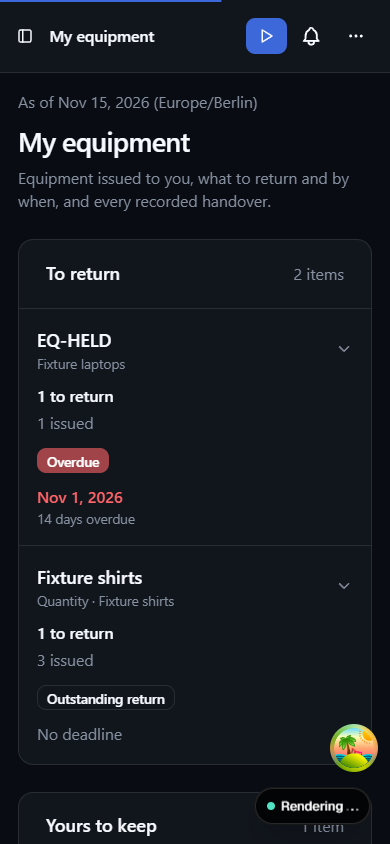 My equipment
As of Nov 15, 2026 (Europe/Berlin)
My equipment
Equipment issued to you, what to return and by
when, and every recorded handover.
To return
2 items
EQ-HELD
Fixture laptops
1 to return
1 issued
Overdue
Nov 1, 2026
14 days overdue
Fixture shirts
Quantity · Fixture shirts
1 to return
3 issued
Outstanding return
No deadline
Rendering ...
Yours to keep
1 item